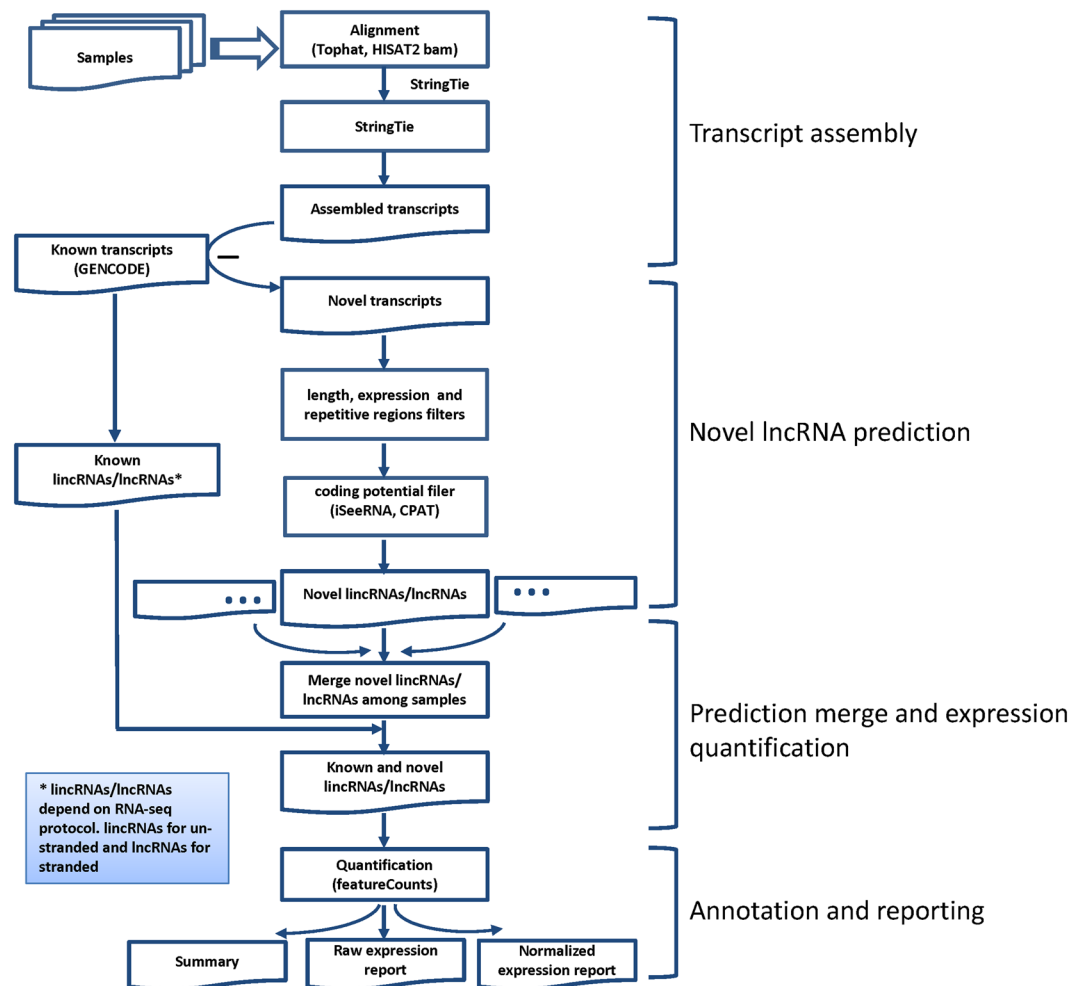 Samples
Alignment
(Tophat, HISAT2 bam)
StringTie
StringTie
Transcript assembly
Assembled transcripts
Known transcripts
(GENCODE)
Novel transcripts
length, expression and
repetitive regions filters
Novel lncRNA prediction
Known
lincRNAs/lncRNAs*
coding potential filer
(iSeeRNA, CPAT)
Novel lincRNAs/lncRNAs
Merge novel lincRNAs/
lncRNAs among samples
Prediction merge and expression
quantification
Known and novel
lincRNAs/lncRNAs
* lincRNAs/lncRNAs
depend on RNA-seq
protocol. lincRNAs for un-
stranded and lncRNAs for
stranded
Quantification
(featureCounts)
Annotation and reporting
Summary
Raw expression
report
Normalized
expression report